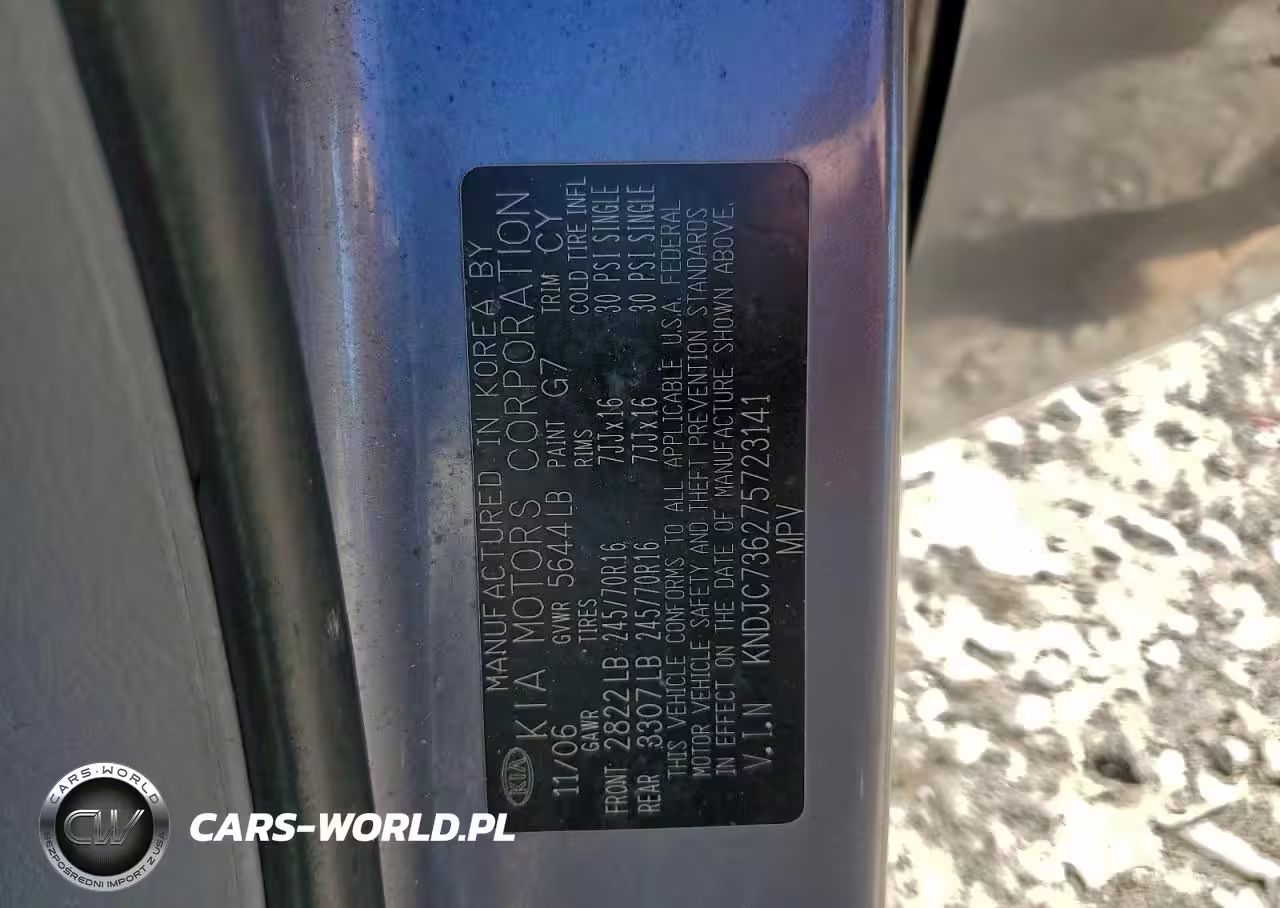 MANUFACTURED IN KOREA BY
KIA KIA MOTORS CORPORATION
11/06 GVWR 5644LB PAINT G7 TRIM CY
GAWR TIRES RIMS COLD TIRE INFL
FRONT 2822LB 245/70R16 7JJx16 30 PSI SINGLE
REAR 3307LB 245/70R16 7JJx16 30 PSI SINGLE
THIS VEHICLE CONFORMS TO ALL APPLICABLE U.S.A. FEDERAL
MOTOR VEHICLE SAFETY AND THEFT PREVENTION STANDARDS
IN EFFECT ON THE DATE OF MANUFACTURE SHOWN ABOVE.
V.I.N KNDJC736275723141
MPV
CARS-WORLD
CW
BEZPOŚREDNI IMPORT Z USA
CARS-WORLD.PL